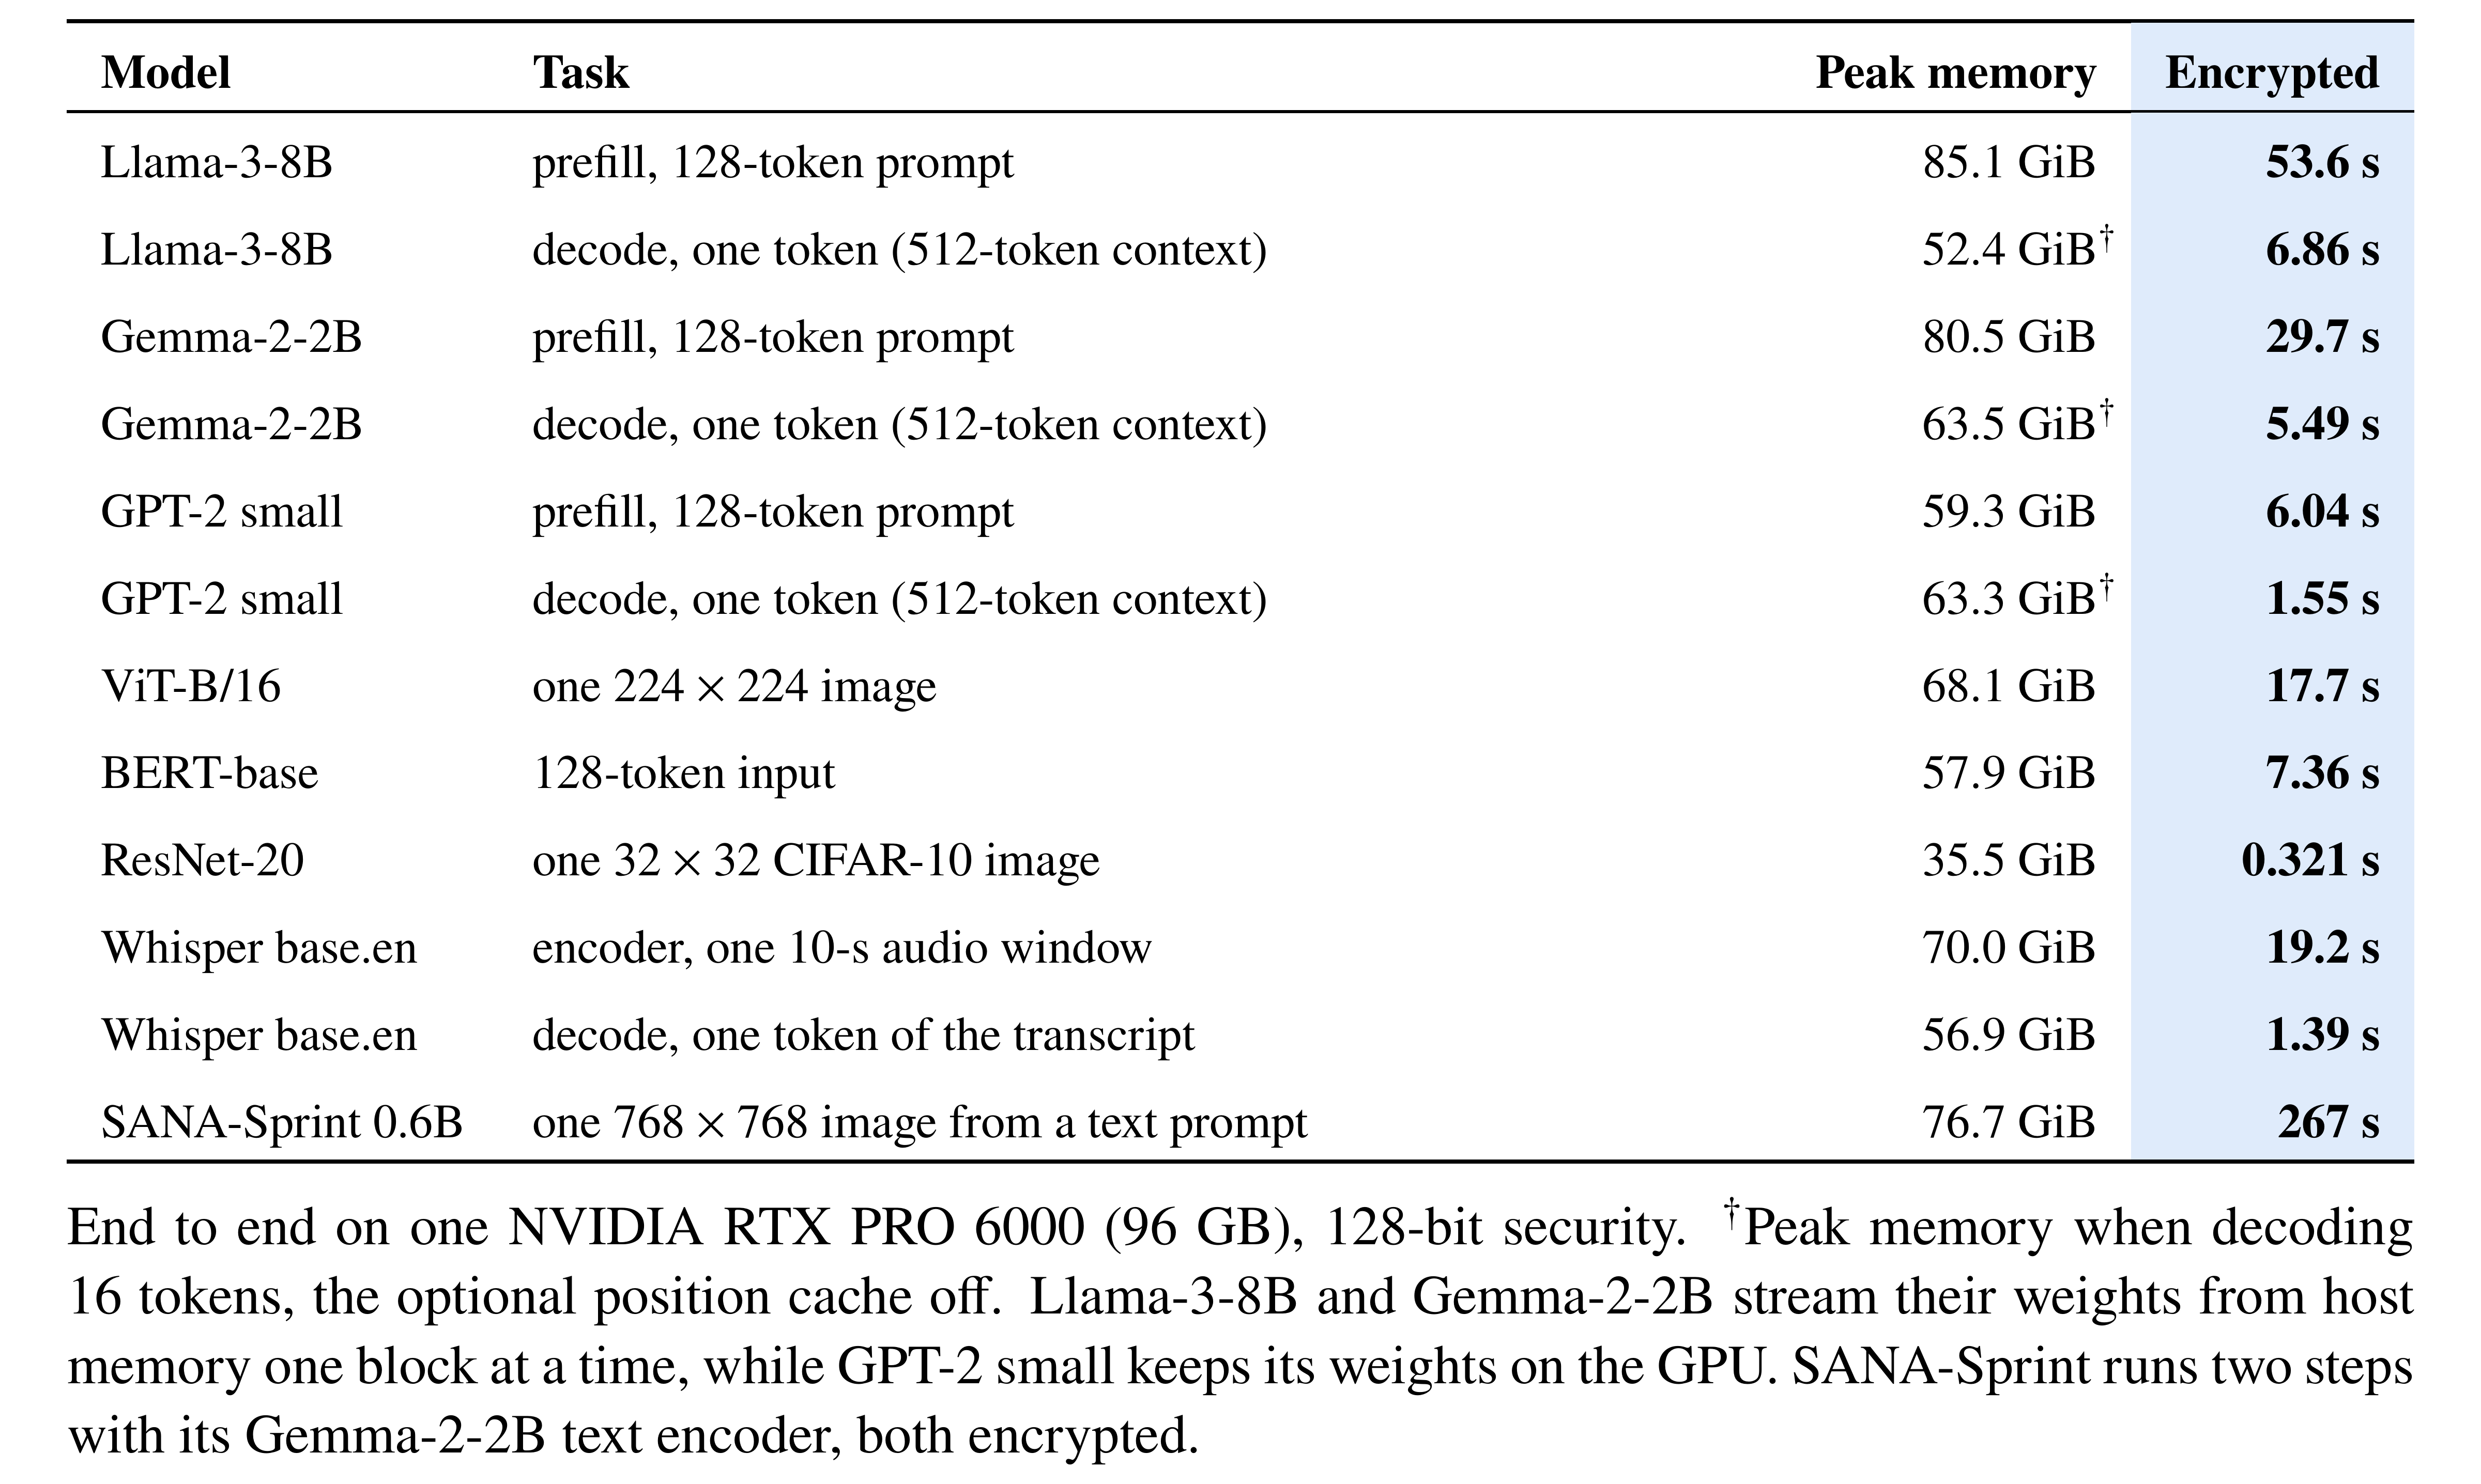 Model Task Peak memory Encrypted
Llama-3-8B prefill, 128-token prompt 85.1 GiB 53.6 s
Llama-3-8B decode, one token (512-token context) 52.4 GiB† 6.86 s
Gemma-2-2B prefill, 128-token prompt 80.5 GiB 29.7 s
Gemma-2-2B decode, one token (512-token context) 63.5 GiB† 5.49 s
GPT-2 small prefill, 128-token prompt 59.3 GiB 6.04 s
GPT-2 small decode, one token (512-token context) 63.3 GiB† 1.55 s
ViT-B/16 one 224 × 224 image 68.1 GiB 17.7 s
BERT-base 128-token input 57.9 GiB 7.36 s
ResNet-20 one 32 × 32 CIFAR-10 image 35.5 GiB 0.321 s
Whisper base.en encoder, one 10-s audio window 70.0 GiB 19.2 s
Whisper base.en decode, one token of the transcript 56.9 GiB 1.39 s
SANA-Sprint 0.6B one 768 × 768 image from a text prompt 76.7 GiB 267 s
End to end on one NVIDIA RTX PRO 6000 (96 GB), 128-bit security. †Peak memory when decoding
16 tokens, the optional position cache off. Llama-3-8B and Gemma-2-2B stream their weights from host
memory one block at a time, while GPT-2 small keeps its weights on the GPU. SANA-Sprint runs two steps
with its Gemma-2-2B text encoder, both encrypted.